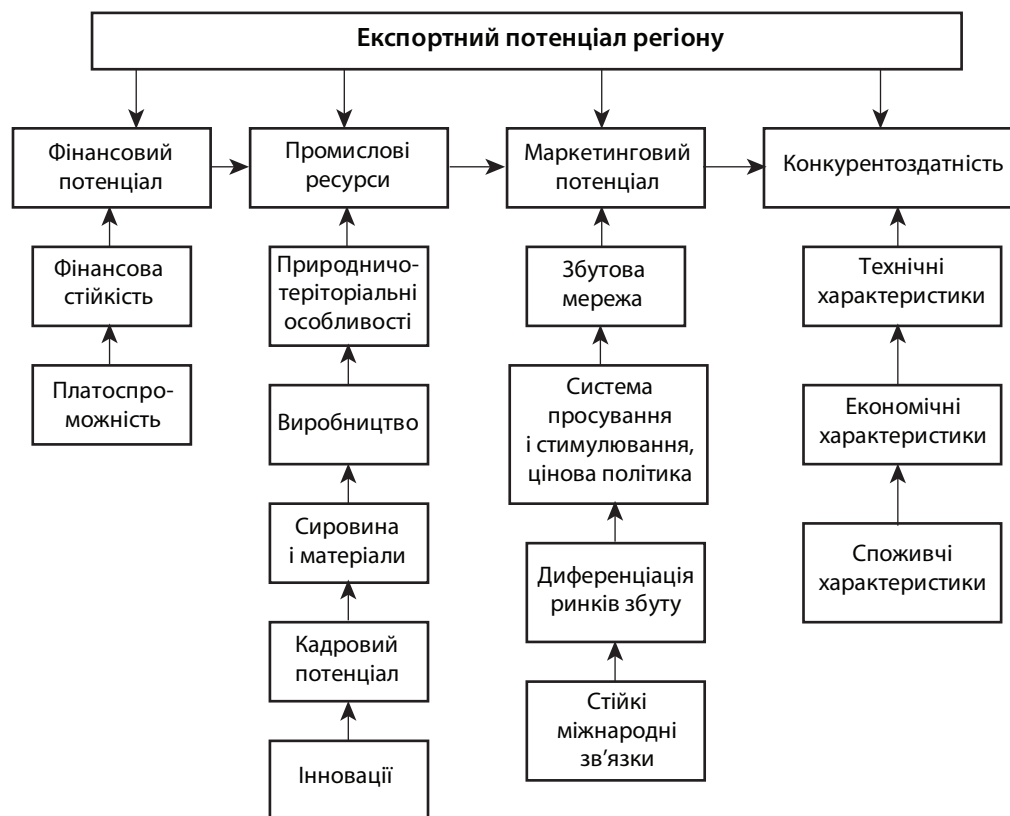 Експортний потенціал регіону
Фінансовий
потенціал
Промислові
ресурси
Маркетинговий
потенціал
Конкурентоздатність
Фінансова
стійкість
Платоспро-
можність
Природничо-
теріторіальні
особливості
Виробництво
Сировина
і матеріали
Кадровий
потенціал
Інновації
Збутова
мережа
Система
просування
і стимулювання,
цінова політика
Диференціація
ринків збуту
Стійкі
міжнародні
зв’язки
Технічні
характеристики
Економічні
характеристики
Споживчі
характеристики